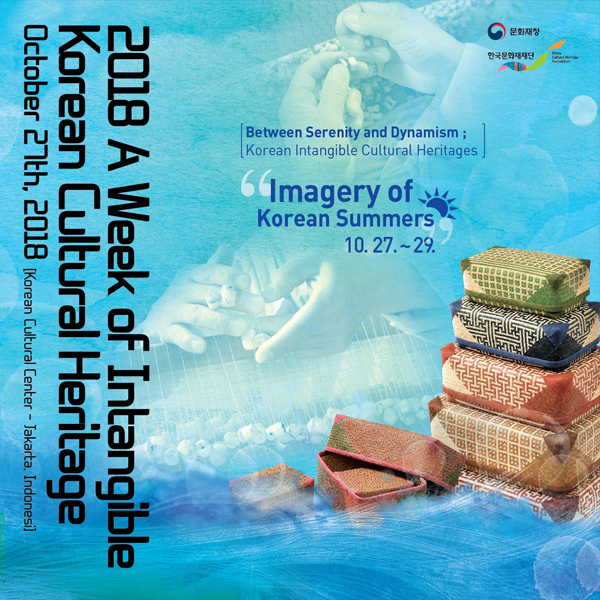 2018 A Week of Intangible
Korean Cultural Heritage
October 27th, 2018 [Korean Cultural Center - Jakarta, Indonesi]
문화재청
한국문화재재단
Korea
Cultural Heritage
Foundation
[Between Serenity and Dynamism ;
Korean Intangible Cultural Heritages]
“Imagery of
Korean Summers”
10. 27. ~ 29.